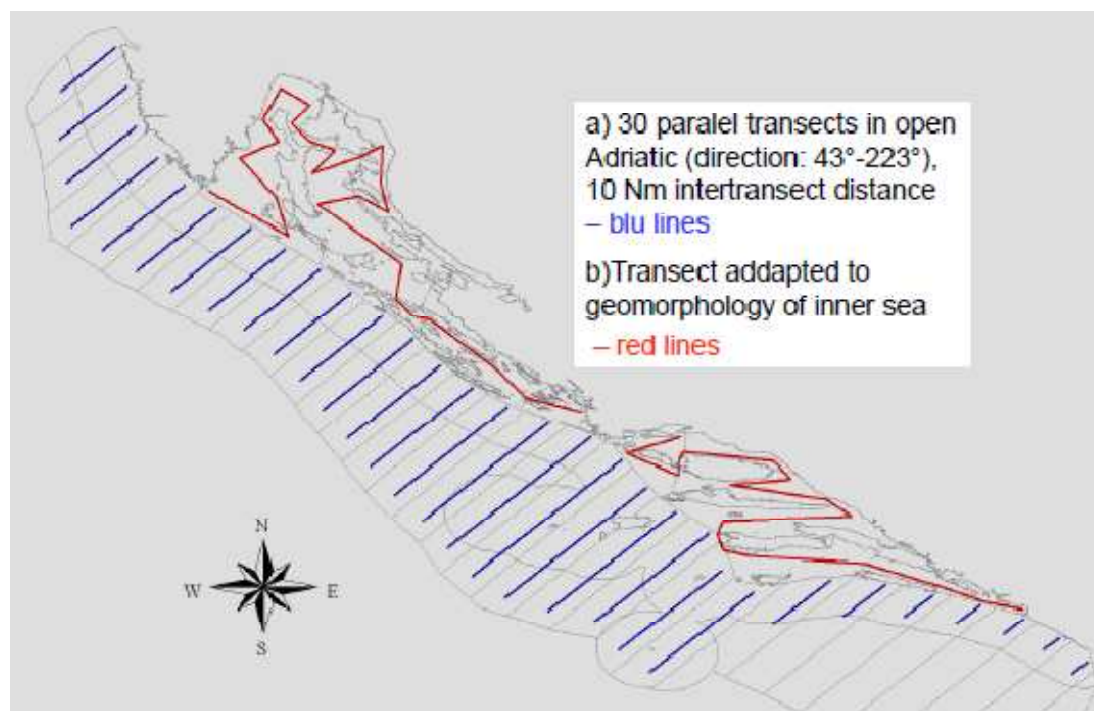 a) 30 paralel transects in open
Adriatic (direction: 43°-223°),
10 Nm intertransect distance
– blu lines
b)Transect addapted to
geomorphology of inner sea
– red lines
N
W E
S